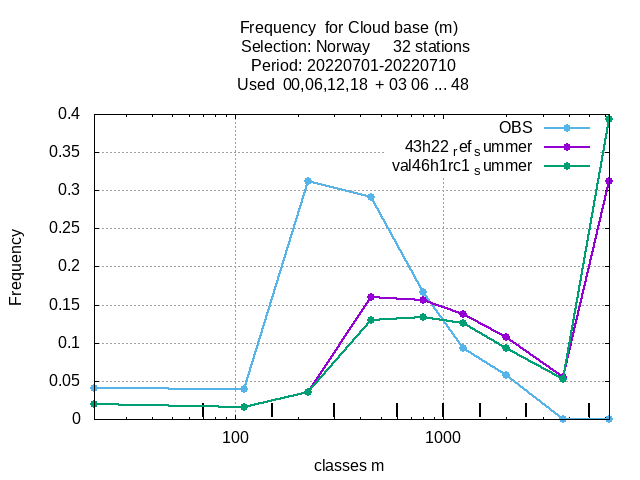 Frequency  for Cloud base (m)
Selection: Norway     32 stations
Period: 20220701-20220710
Used  00,06,12,18  + 03 06 ... 48
OBS
43h22 ref summer
val46h1rc1 summer
0.4
0.35
0.3
0.25
0.2
0.15
0.1
0.05
0
Frequency
100 1000
classes m